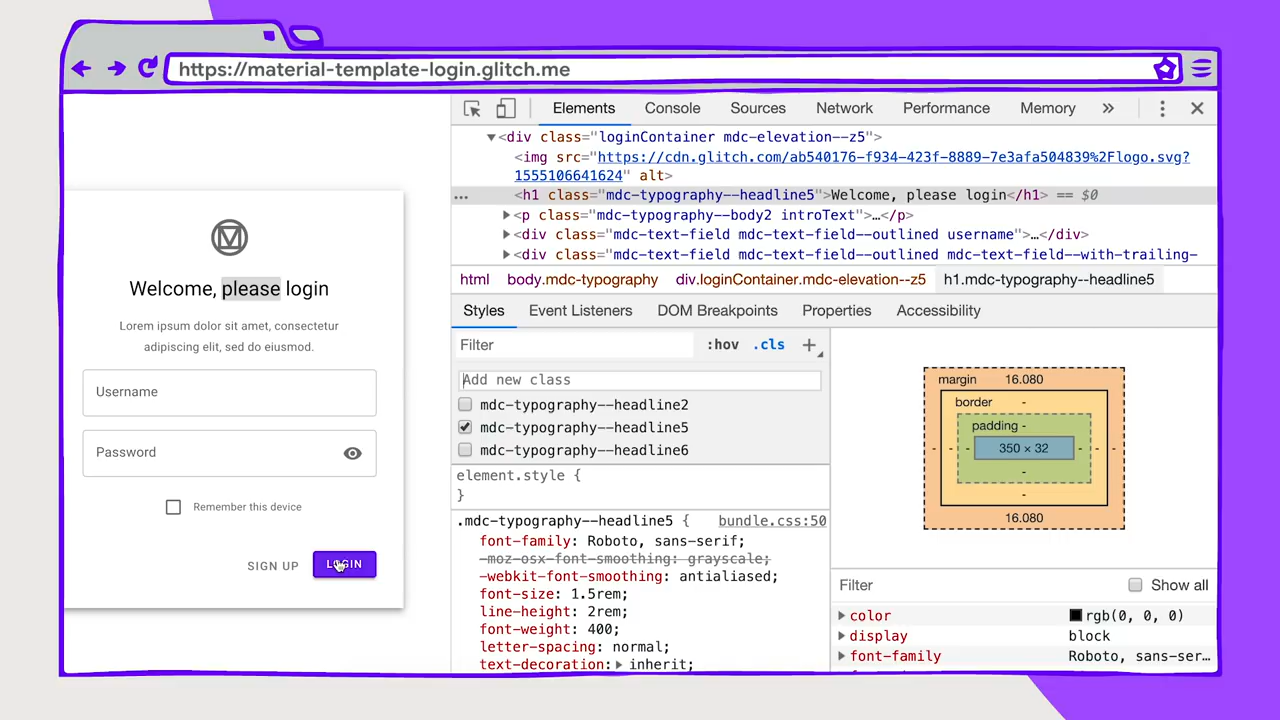 https://material-template-login.glitch.me
Welcome, please login
Lorem ipsum dolor sit amet, consectetur
adipiscing elit, sed do eiusmod.
Username
Password
Remember this device
SIGN UP
LOGIN
Elements Console Sources Network Performance Memory »
▼<div class="loginContainer mdc-elevation--z5">
<img src="https://cdn.glitch.com/ab540176-f934-423f-8889-7e3afa504839%2Flogo.svg?
1555106641624" alt>
… <h1 class="mdc-typography--headline5">Welcome, please login</h1> == $0
▶<p class="mdc-typography--body2 introText">…</p>
▶<div class="mdc-text-field mdc-text-field--outlined username">…</div>
▶<div class="mdc-text-field mdc-text-field--outlined mdc-text-field--with-trailing-
html body.mdc-typography div.loginContainer.mdc-elevation--z5 h1.mdc-typography--headline5
Styles Event Listeners DOM Breakpoints Properties Accessibility
Filter :hov .cls +
Add new class
mdc-typography--headline2
mdc-typography--headline5
mdc-typography--headline6
element.style {
}
.mdc-typography--headline5 { bundle.css:50
font-family: Roboto, sans-serif;
-moz-osx-font-smoothing: grayscale;
-webkit-font-smoothing: antialiased;
font-size: 1.5rem;
line-height: 2rem;
font-weight: 400;
letter-spacing: normal;
text-decoration:▶ inherit;
margin 16.080
border -
padding -
- - - 350 × 32 - - -
-
-
16.080
Filter Show all
▶color rgb(0, 0, 0)
▶display block
▶font-family Roboto, sans-ser…